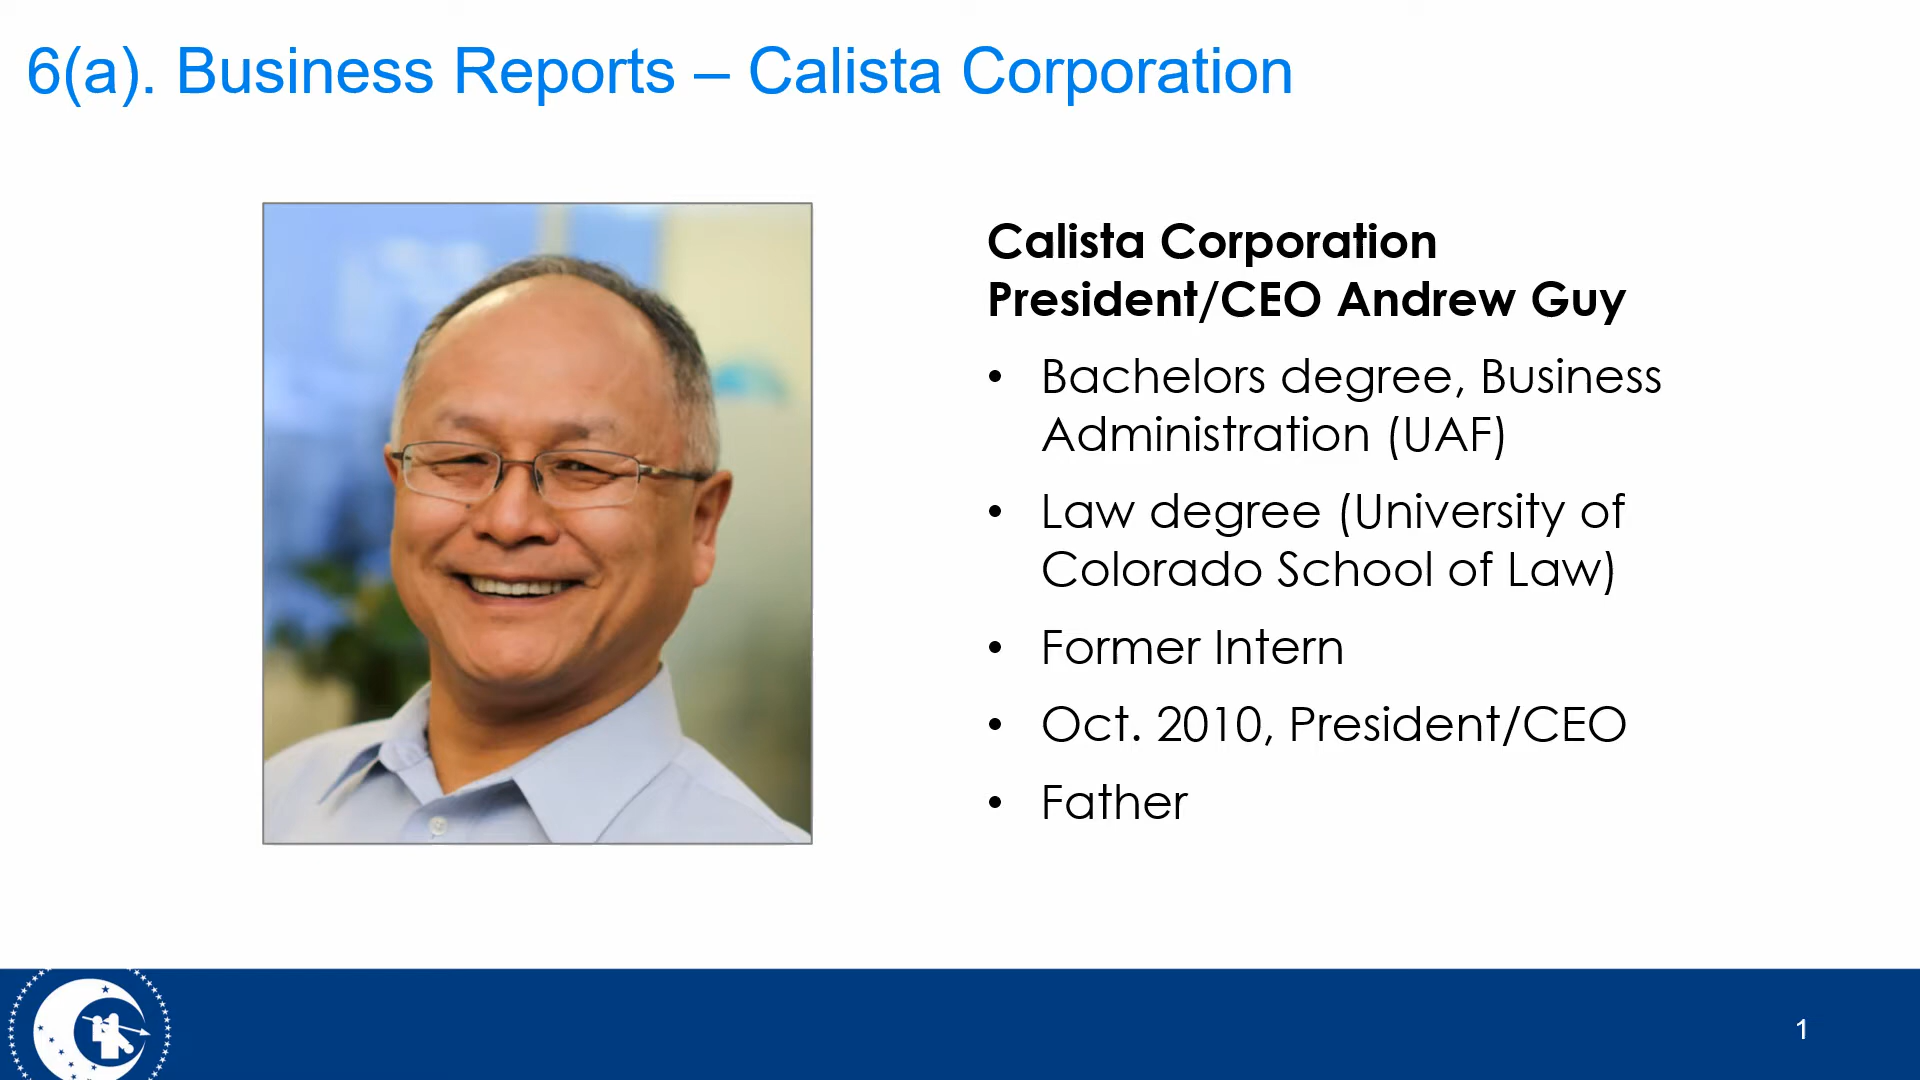 6(a). Business Reports – Calista Corporation
Calista Corporation
President/CEO Andrew Guy
• Bachelors degree, Business
Administration (UAF)
• Law degree (University of
Colorado School of Law)
• Former Intern
• Oct. 2010, President/CEO
• Father
1